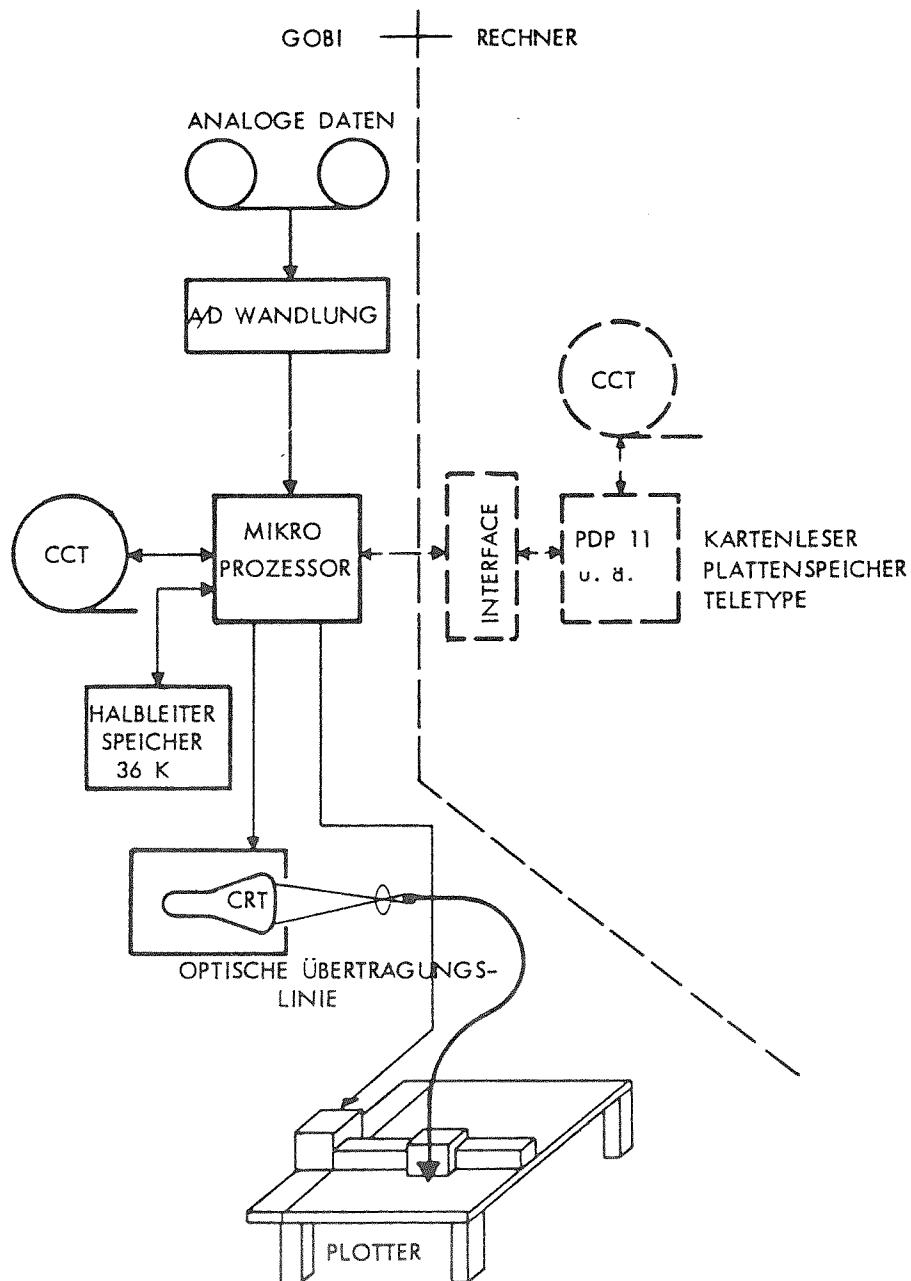 GOBI
RECHNER
ANALOGE DATEN
A/D WANDLUNG
CCT
MIKRO
PROZESSOR
INTERFACE
CCT
PDP 11
u. ä.
KARTENLESER
PLATTENSPEICHER
TELETYPE
HALBLEITER
SPEICHER
36 K
CRT
OPTISCHE ÜBERTRAGUNGS-
LINIE
PLOTTER